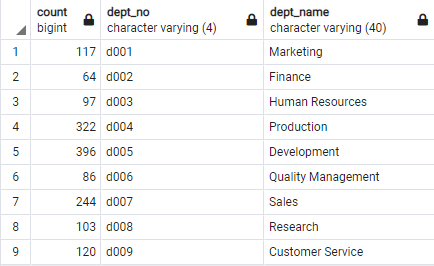 count dept_no dept_name
bigint character varying (4) character varying (40)
1 117 d001 Marketing
2 64 d002 Finance
3 97 d003 Human Resources
4 322 d004 Production
5 396 d005 Development
6 86 d006 Quality Management
7 244 d007 Sales
8 103 d008 Research
9 120 d009 Customer Service